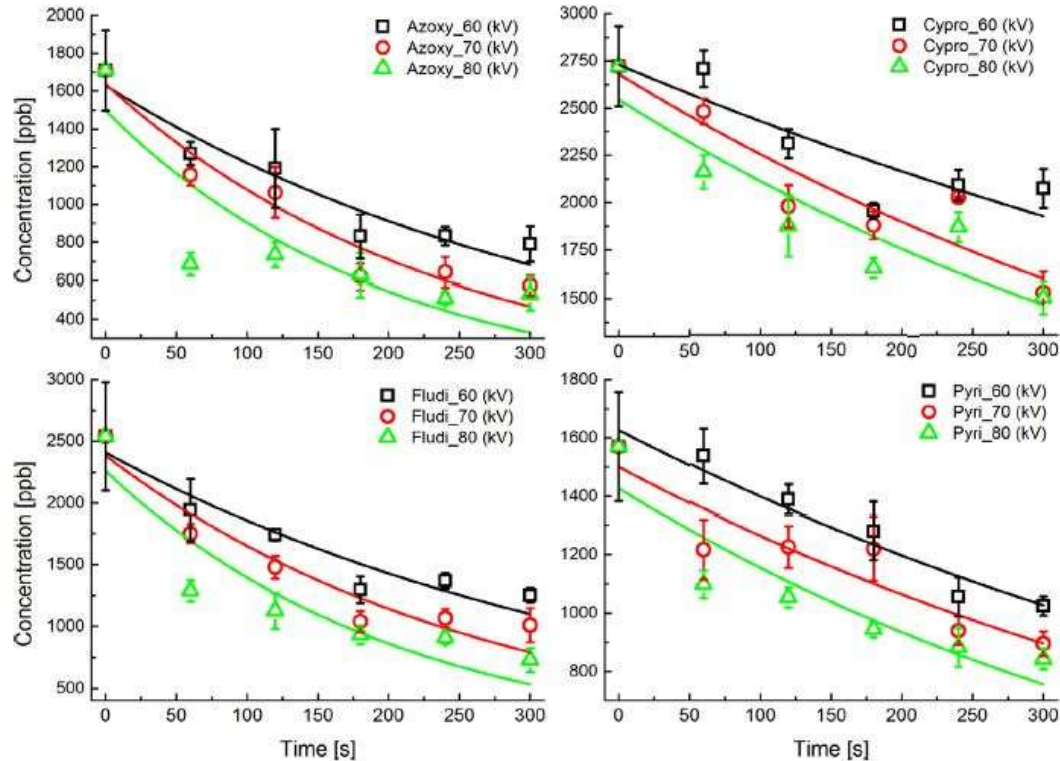 2000
1800
1600
1400
1200
1000
800
600
400
0 50 100 150 200 250 300
Azoxy_60 (kV)
Azoxy_70 (kV)
Azoxy_80 (kV)
Concentration [ppb]
3000
2750
2500
2250
2000
1750
1500
0 50 100 150 200 250 300
Cypro_60 (kV)
Cypro_70 (kV)
Cypro_80 (kV)
3000
2500
2000
1500
1000
500
0 50 100 150 200 250 300
Fludi_60 (kV)
Fludi_70 (kV)
Fludi_80 (kV)
Concentration [ppb]
Time [s]
1800
1600
1400
1200
1000
800
0 50 100 150 200 250 300
Pyri_60 (kV)
Pyri_70 (kV)
Pyri_80 (kV)
Time [s]